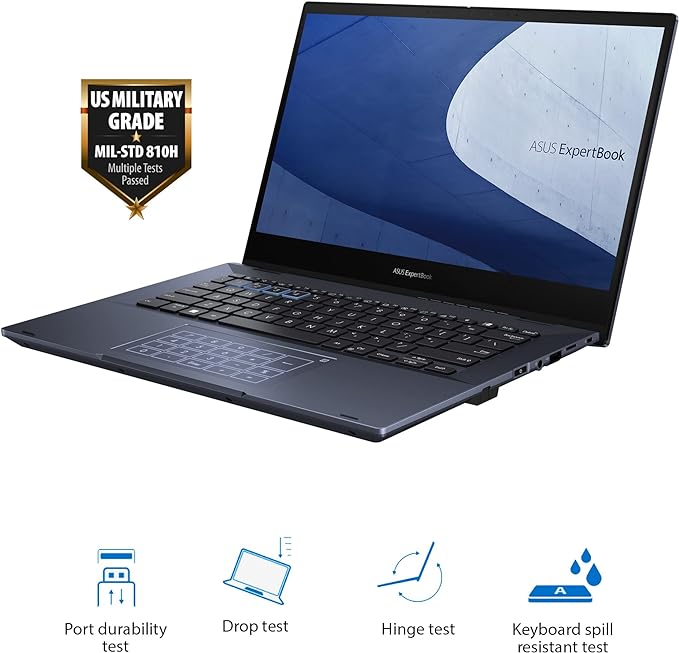 US MILITARY
GRADE
MIL-STD 810H
Multiple Tests
Passed
ASUS ExpertBook
ASUS ExpertBook
Port durability
test
Drop test
Hinge test
A
Keyboard spill
resistant test